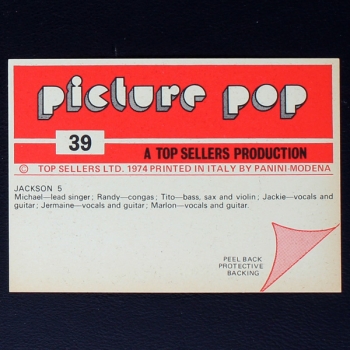 picture pop
39
A TOP SELLERS PRODUCTION
© TOP SELLERS LTD. 1974 PRINTED IN ITALY BY PANINI-MODENA
JACKSON 5
Michael—lead singer; Randy—congas; Tito—bass, sax and violin; Jackie—vocals and
guitar; Jermaine—vocals and guitar; Marlon—vocals and guitar.
PEEL BACK
PROTECTIVE
BACKING